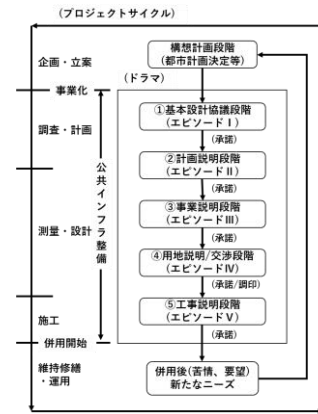 （プロジェクトサイクル）
企画・立案
構想計画段階
（都市計画決定等）
（ドラマ）
事業化
①基本設計協議段階
（エピソードⅠ）
（承諾）
調査・計画
②計画説明段階
（エピソードⅡ）
（承諾）
公共インフラ整備
③事業説明段階
（エピソードⅢ）
（承諾）
測量・設計
④用地説明/交渉段階
（エピソードⅣ）
（承諾/調印）
⑤工事説明段階
（エピソードⅤ）
（承諾）
施工
併用開始
維持修繕
・運用
併用後(苦情、要望)
新たなニーズ